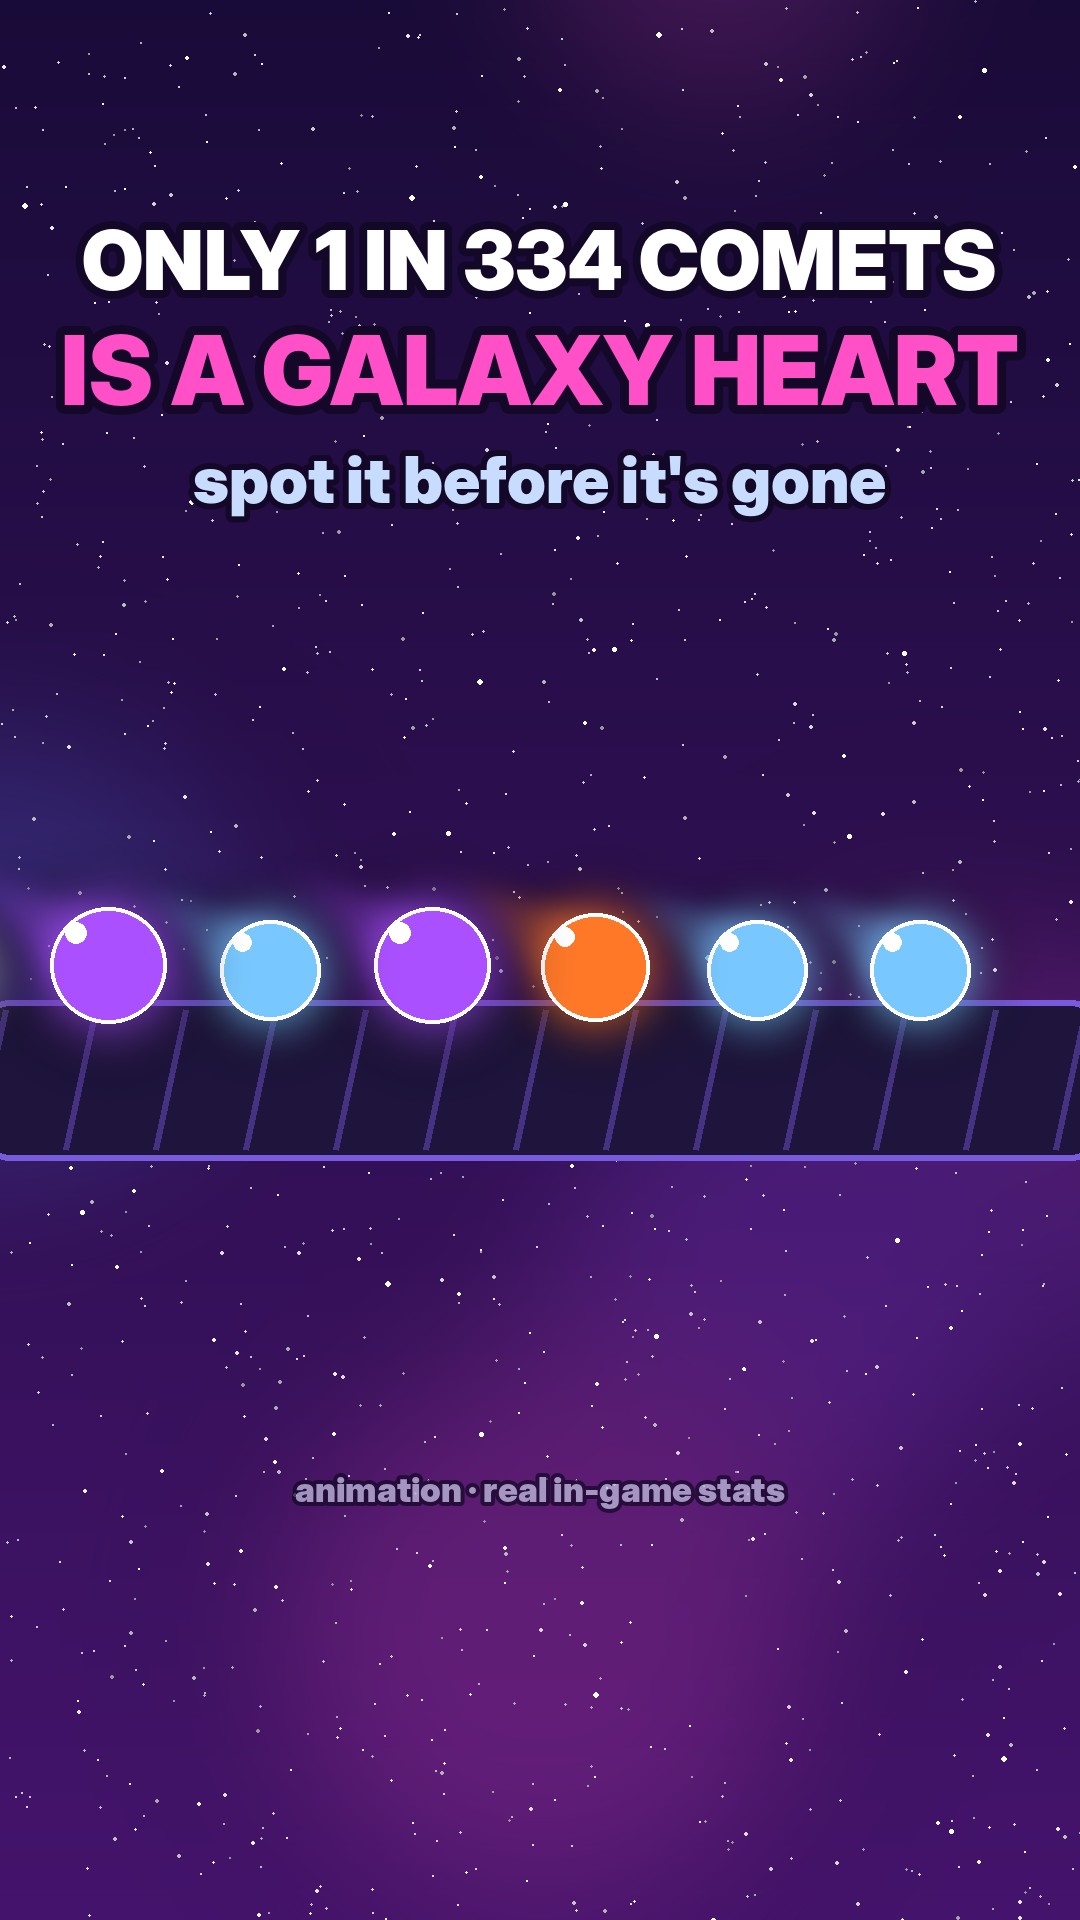 ONLY 1 IN 334 COMETS
IS A GALAXY HEART
spot it before it's gone
animation · real in-game stats